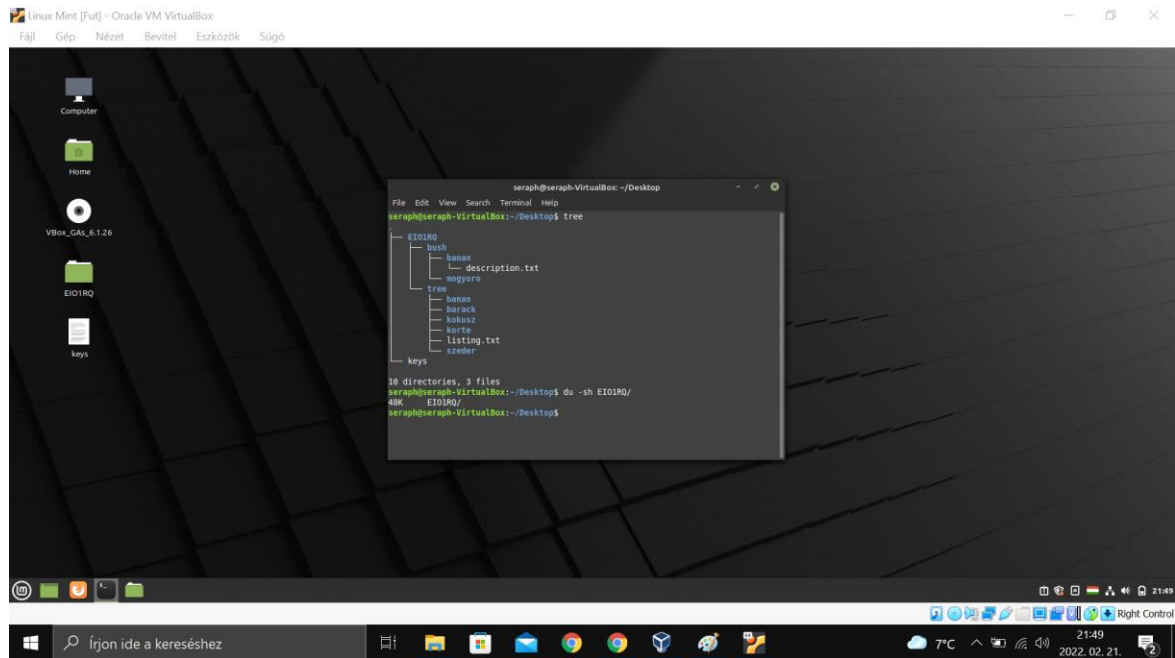 Linux Mint [Fut] - Oracle VM VirtualBox
Fájl Gép Nézet Bevitel Eszközök Súgó
Computer
Home
VBox_GAs_6.1.26
EIO1RQ
keys
seraph@seraph-VirtualBox: ~/Desktop
File Edit View Search Terminal Help
seraph@seraph-VirtualBox:~/Desktop$ tree
.
├── EIO1RQ
│   ├── bush
│   │   ├── banan
│   │   │   └── description.txt
│   │   └── mogyoro
│   └── tree
│       ├── banan
│       ├── barack
│       ├── kokusz
│       ├── korte
│       ├── listing.txt
│       └── szeder
└── keys
10 directories, 3 files
seraph@seraph-VirtualBox:~/Desktop$ du -sh EIO1RQ/
48K EIO1RQ/
seraph@seraph-VirtualBox:~/Desktop$
21:49
Right Control
Írjon ide a kereséshez
7°C
21:49
2022. 02. 21.
2